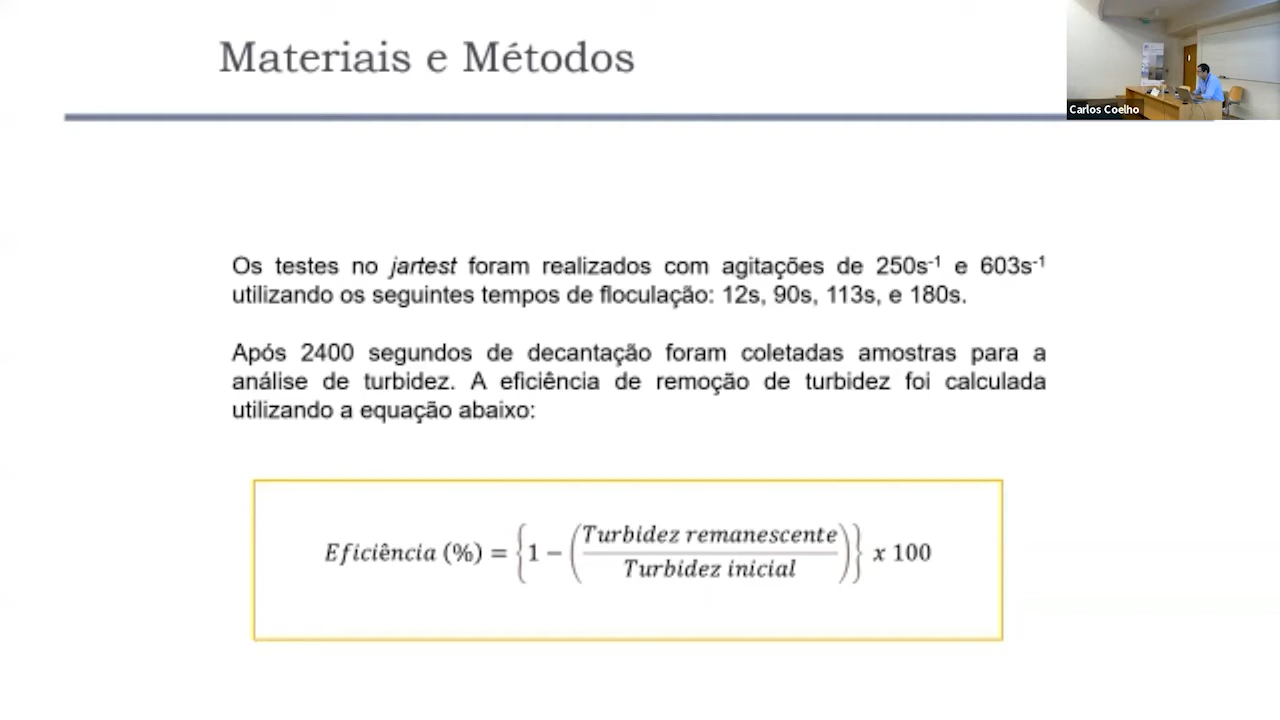 Materiais e Métodos
Carlos Coelho
Os testes no jartest foram realizados com agitações de 250s⁻¹ e 603s⁻¹
utilizando os seguintes tempos de floculação: 12s, 90s, 113s, e 180s.
Após 2400 segundos de decantação foram coletadas amostras para a
análise de turbidez. A eficiência de remoção de turbidez foi calculada
utilizando a equação abaixo:
Eficiência (%) = {1 − (Turbidez remanescente / Turbidez inicial)} x 100